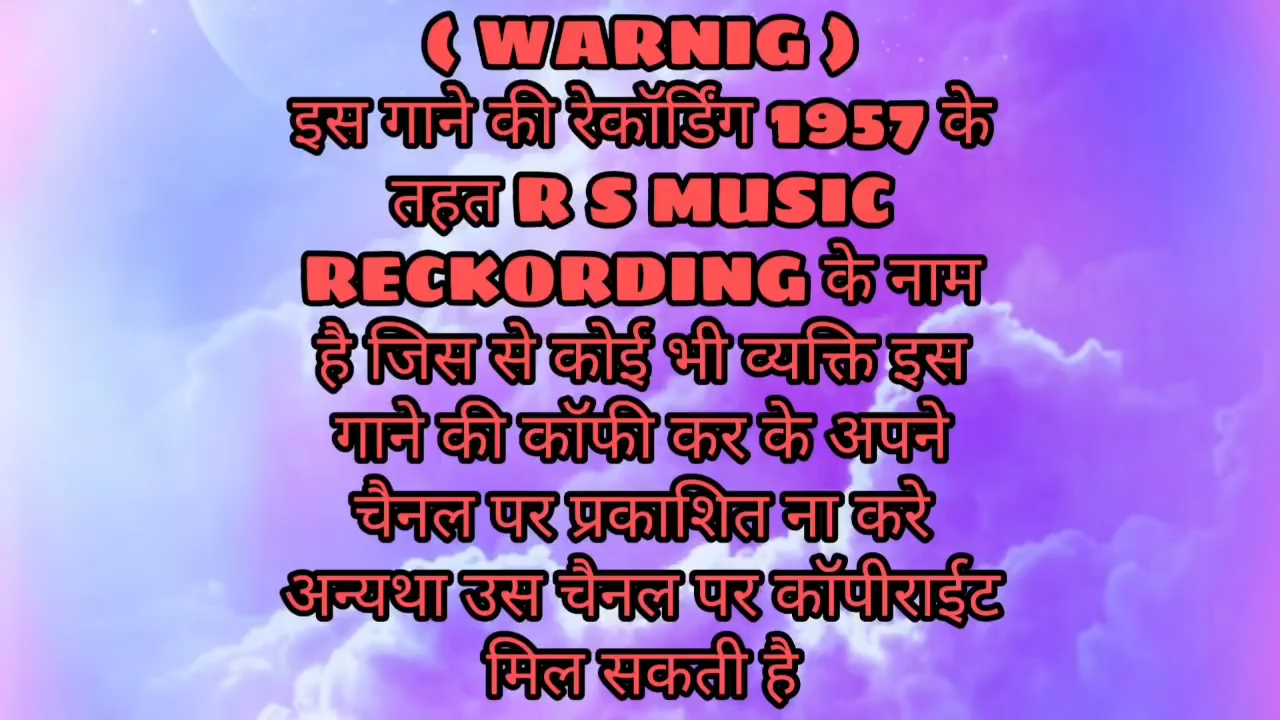 ( WARNIG )
इस गाने की रेकॉर्डिंग 1957 के
तहत R S MUSIC
RECKORDING के नाम
है जिस से कोई भी व्यक्ति इस
गाने की कॉफी कर के अपने
चैनल पर प्रकाशित ना करे
अन्यथा उस चैनल पर कॉपीराईट
मिल सकती है